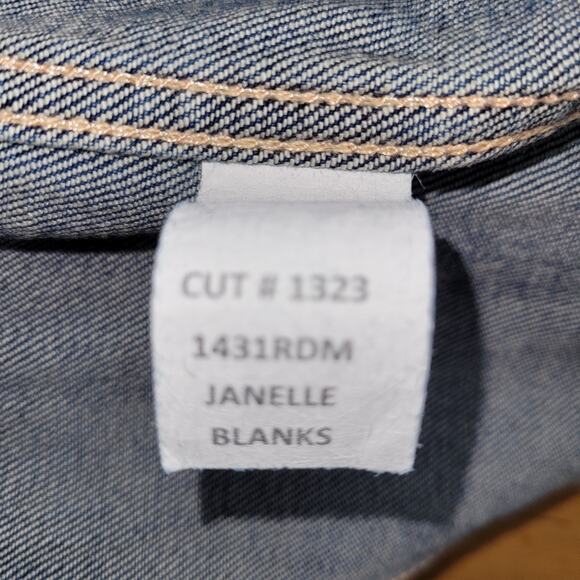 CUT # 1323
1431RDM
JANELLE
BLANKS